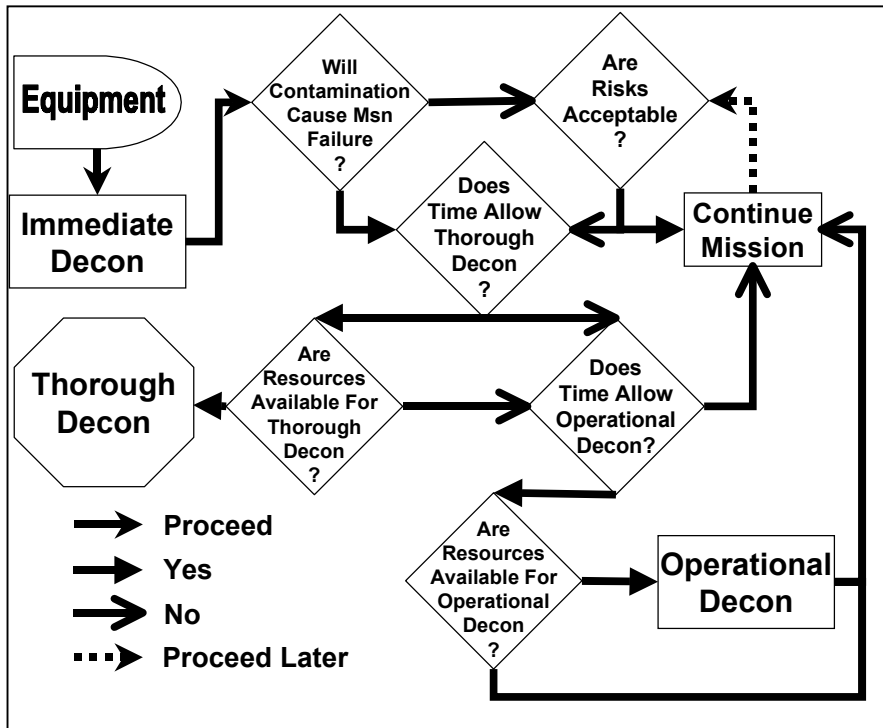 Equipment
Immediate
Decon
Will
Contamination
Cause Msn
Failure
?
Are
Risks
Acceptable
?
Does
Time Allow
Thorough
Decon
?
Continue
Mission
Thorough
Decon
Are
Resources
Available For
Thorough
Decon
?
Does
Time Allow
Operational
Decon?
Are
Resources
Available For
Operational
Decon
?
Operational
Decon
Proceed
Yes
No
Proceed Later